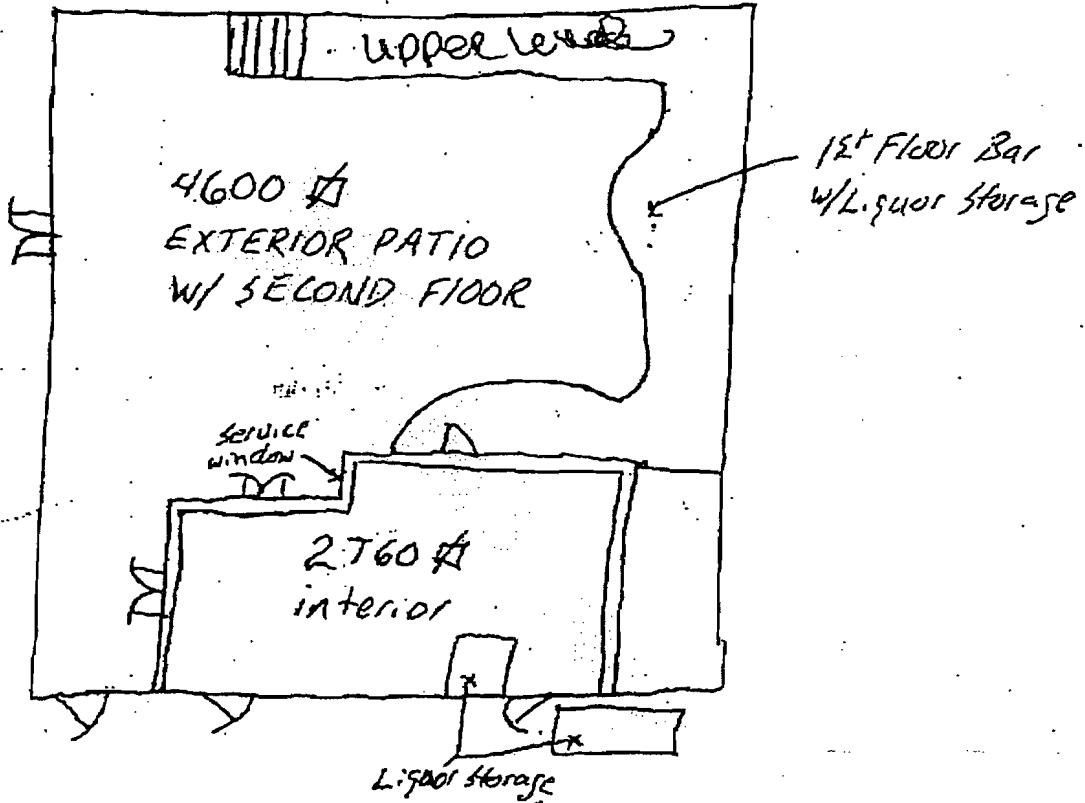 upper level
4600 ⌷
EXTERIOR PATIO
W/ SECOND FLOOR
1st Floor Bar
w/Liquor Storage
service
window
2760 ⌷
interior
Liquor Storage